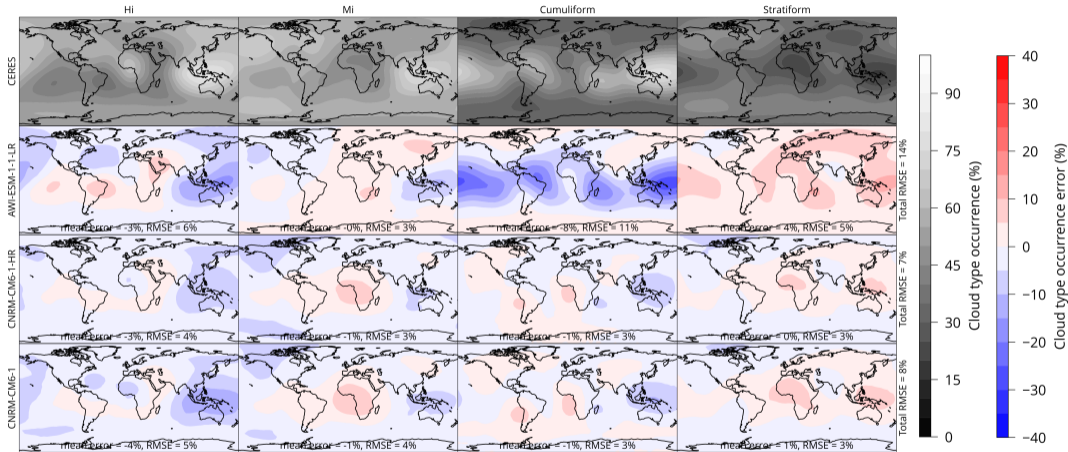 Hi Mi Cumuliform Stratiform
CERES
AWI-ESM-1-1-LR
mean error = -3%, RMSE = 6%
mean error = -0%, RMSE = 3%
mean error = -8%, RMSE = 11%
mean error = 4%, RMSE = 5%
Total RMSE = 14%
CNRM-CM6-1-HR
mean error = -3%, RMSE = 4%
mean error = -1%, RMSE = 3%
mean error = -1%, RMSE = 3%
mean error = 0%, RMSE = 3%
Total RMSE = 7%
CNRM-CM6-1
mean error = -4%, RMSE = 5%
mean error = -1%, RMSE = 4%
mean error = -1%, RMSE = 3%
mean error = 1%, RMSE = 3%
Total RMSE = 8%
90
75
60
45
30
15
0
Cloud type occurrence (%)
40
30
20
10
0
−10
−20
−30
−40
Cloud type occurrence error (%)